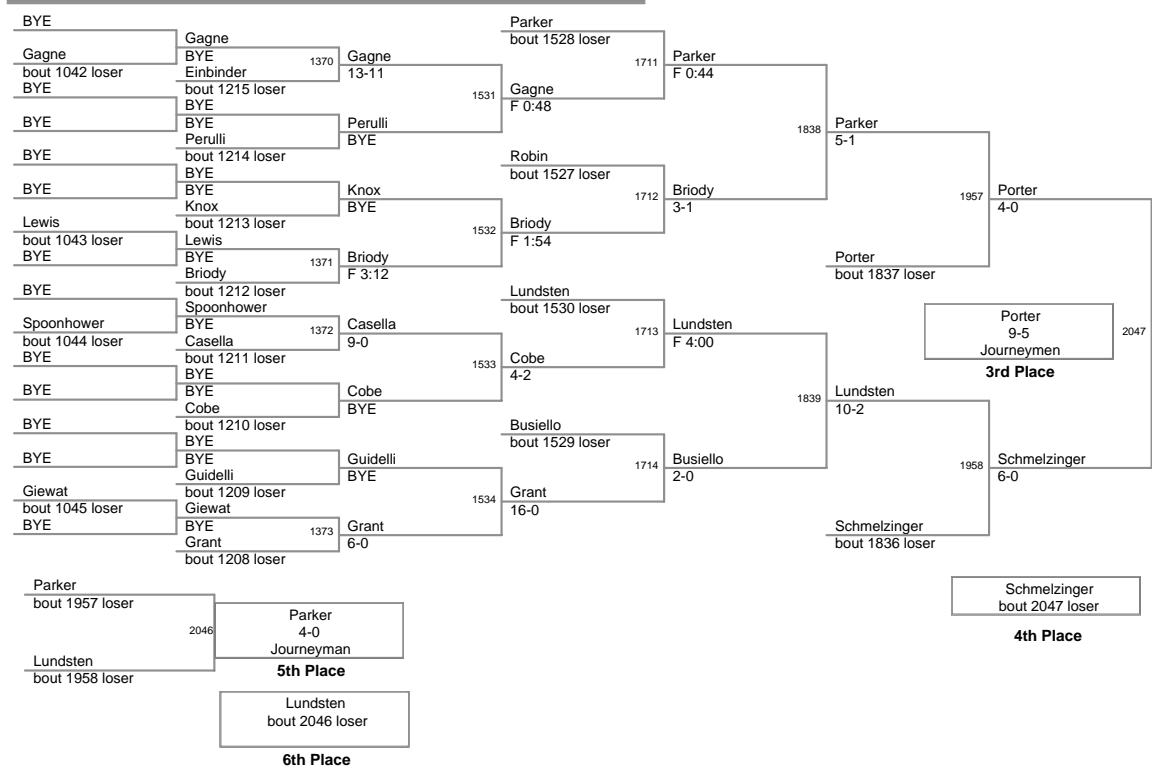 BYE
Gagne
bout 1042 loser
BYE
BYE
BYE
BYE
Lewis
bout 1043 loser
BYE
BYE
Spoonhower
bout 1044 loser
BYE
BYE
BYE
BYE
Giewat
bout 1045 loser
BYE
Gagne
BYE
Einbinder
bout 1215 loser
BYE
BYE
Perulli
bout 1214 loser
BYE
BYE
Knox
bout 1213 loser
Lewis
BYE
Briody
bout 1212 loser
Spoonhower
BYE
Casella
bout 1211 loser
BYE
BYE
Cobe
bout 1210 loser
BYE
BYE
Guidelli
bout 1209 loser
Giewat
BYE
Grant
bout 1208 loser
1370
1371
1372
1373
Gagne
13-11
Perulli
BYE
Knox
BYE
Briody
F 3:12
Casella
9-0
Cobe
BYE
Guidelli
BYE
Grant
6-0
1531
1532
1533
1534
Parker
bout 1528 loser
Gagne
F 0:48
Robin
bout 1527 loser
Briody
F 1:54
Lundsten
bout 1530 loser
Cobe
4-2
Busiello
bout 1529 loser
Grant
16-0
1711
1712
1713
1714
Parker
F 0:44
Briody
3-1
Lundsten
F 4:00
Busiello
2-0
1838
1839
Parker
5-1
Porter
bout 1837 loser
Lundsten
10-2
Schmelzinger
bout 1836 loser
1957
1958
Porter
4-0
Schmelzinger
6-0
2047
Porter
9-5
Journeymen
3rd Place
Schmelzinger
bout 2047 loser
4th Place
Parker
bout 1957 loser
Lundsten
bout 1958 loser
2046
Parker
4-0
Journeyman
5th Place
Lundsten
bout 2046 loser
6th Place